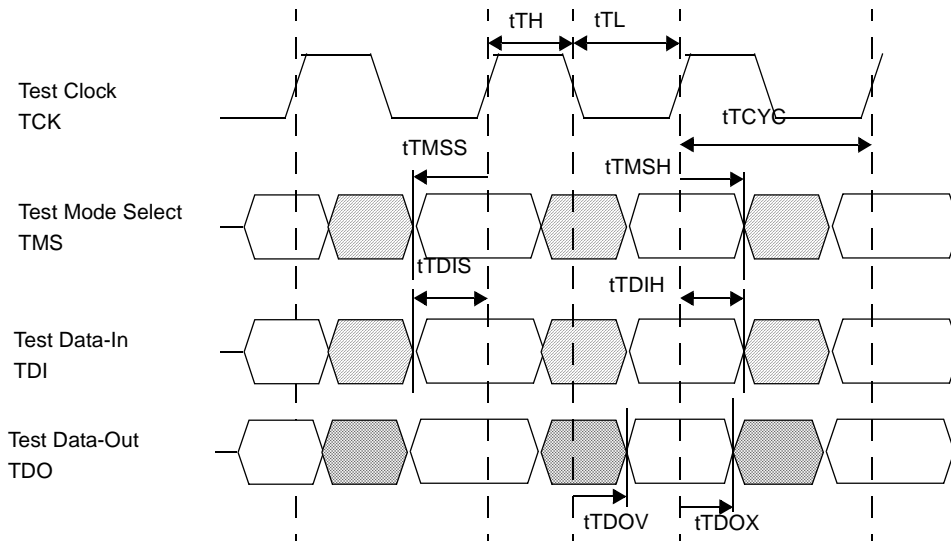 tTH
tTL
Test Clock
TCK
tTCYC
tTMSS
tTMSH
Test Mode Select
TMS
tTDIS
tTDIH
Test Data-In
TDI
Test Data-Out
TDO
tTDOV
tTDOX